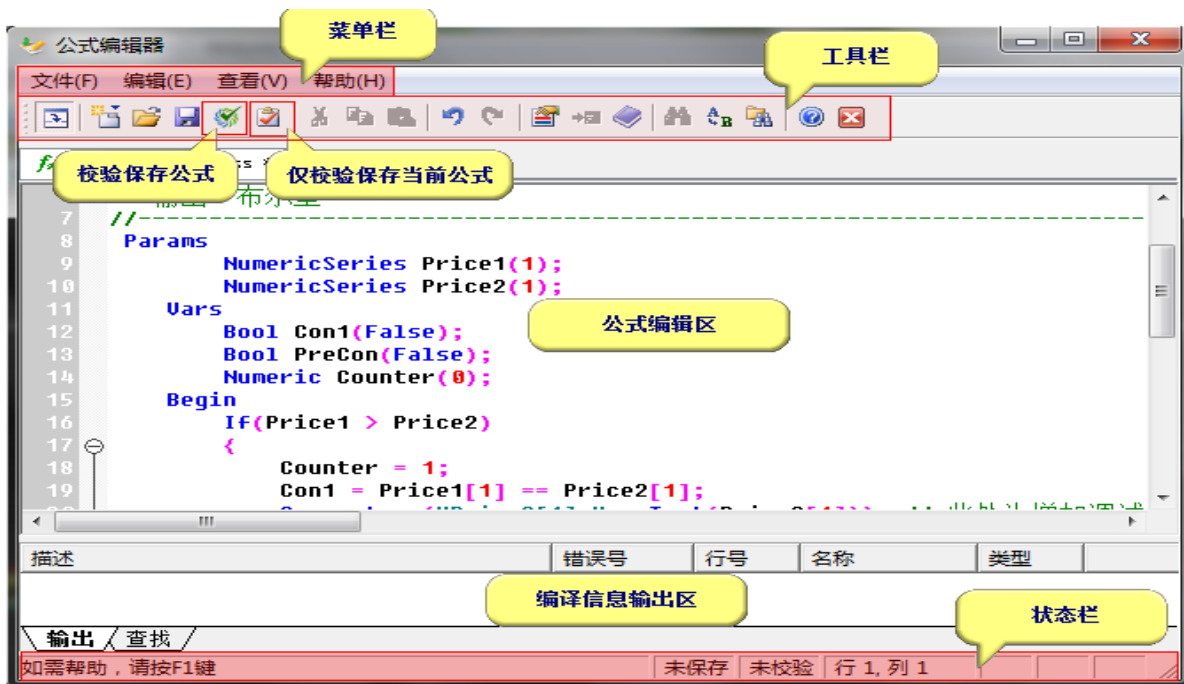 菜单栏
公式编辑器
工具栏
文件(F) 编辑(E) 查看(V) 帮助(H)
校验保存公式
仅校验保存当前公式
7 //
8 Params
9 NumericSeries Price1(1);
10 NumericSeries Price2(1);
11 Vars
公式编辑区
12 Bool Con1(False);
13 Bool PreCon(False);
14 Numeric Counter(0);
15 Begin
16 If(Price1 > Price2)
17 {
18 Counter = 1;
19 Con1 = Price1[1] == Price2[1];
描述 错误号 行号 名称 类型
编译信息输出区
状态栏
输出 查找
如需帮助，请按F1键 未保存 未校验 行 1, 列 1